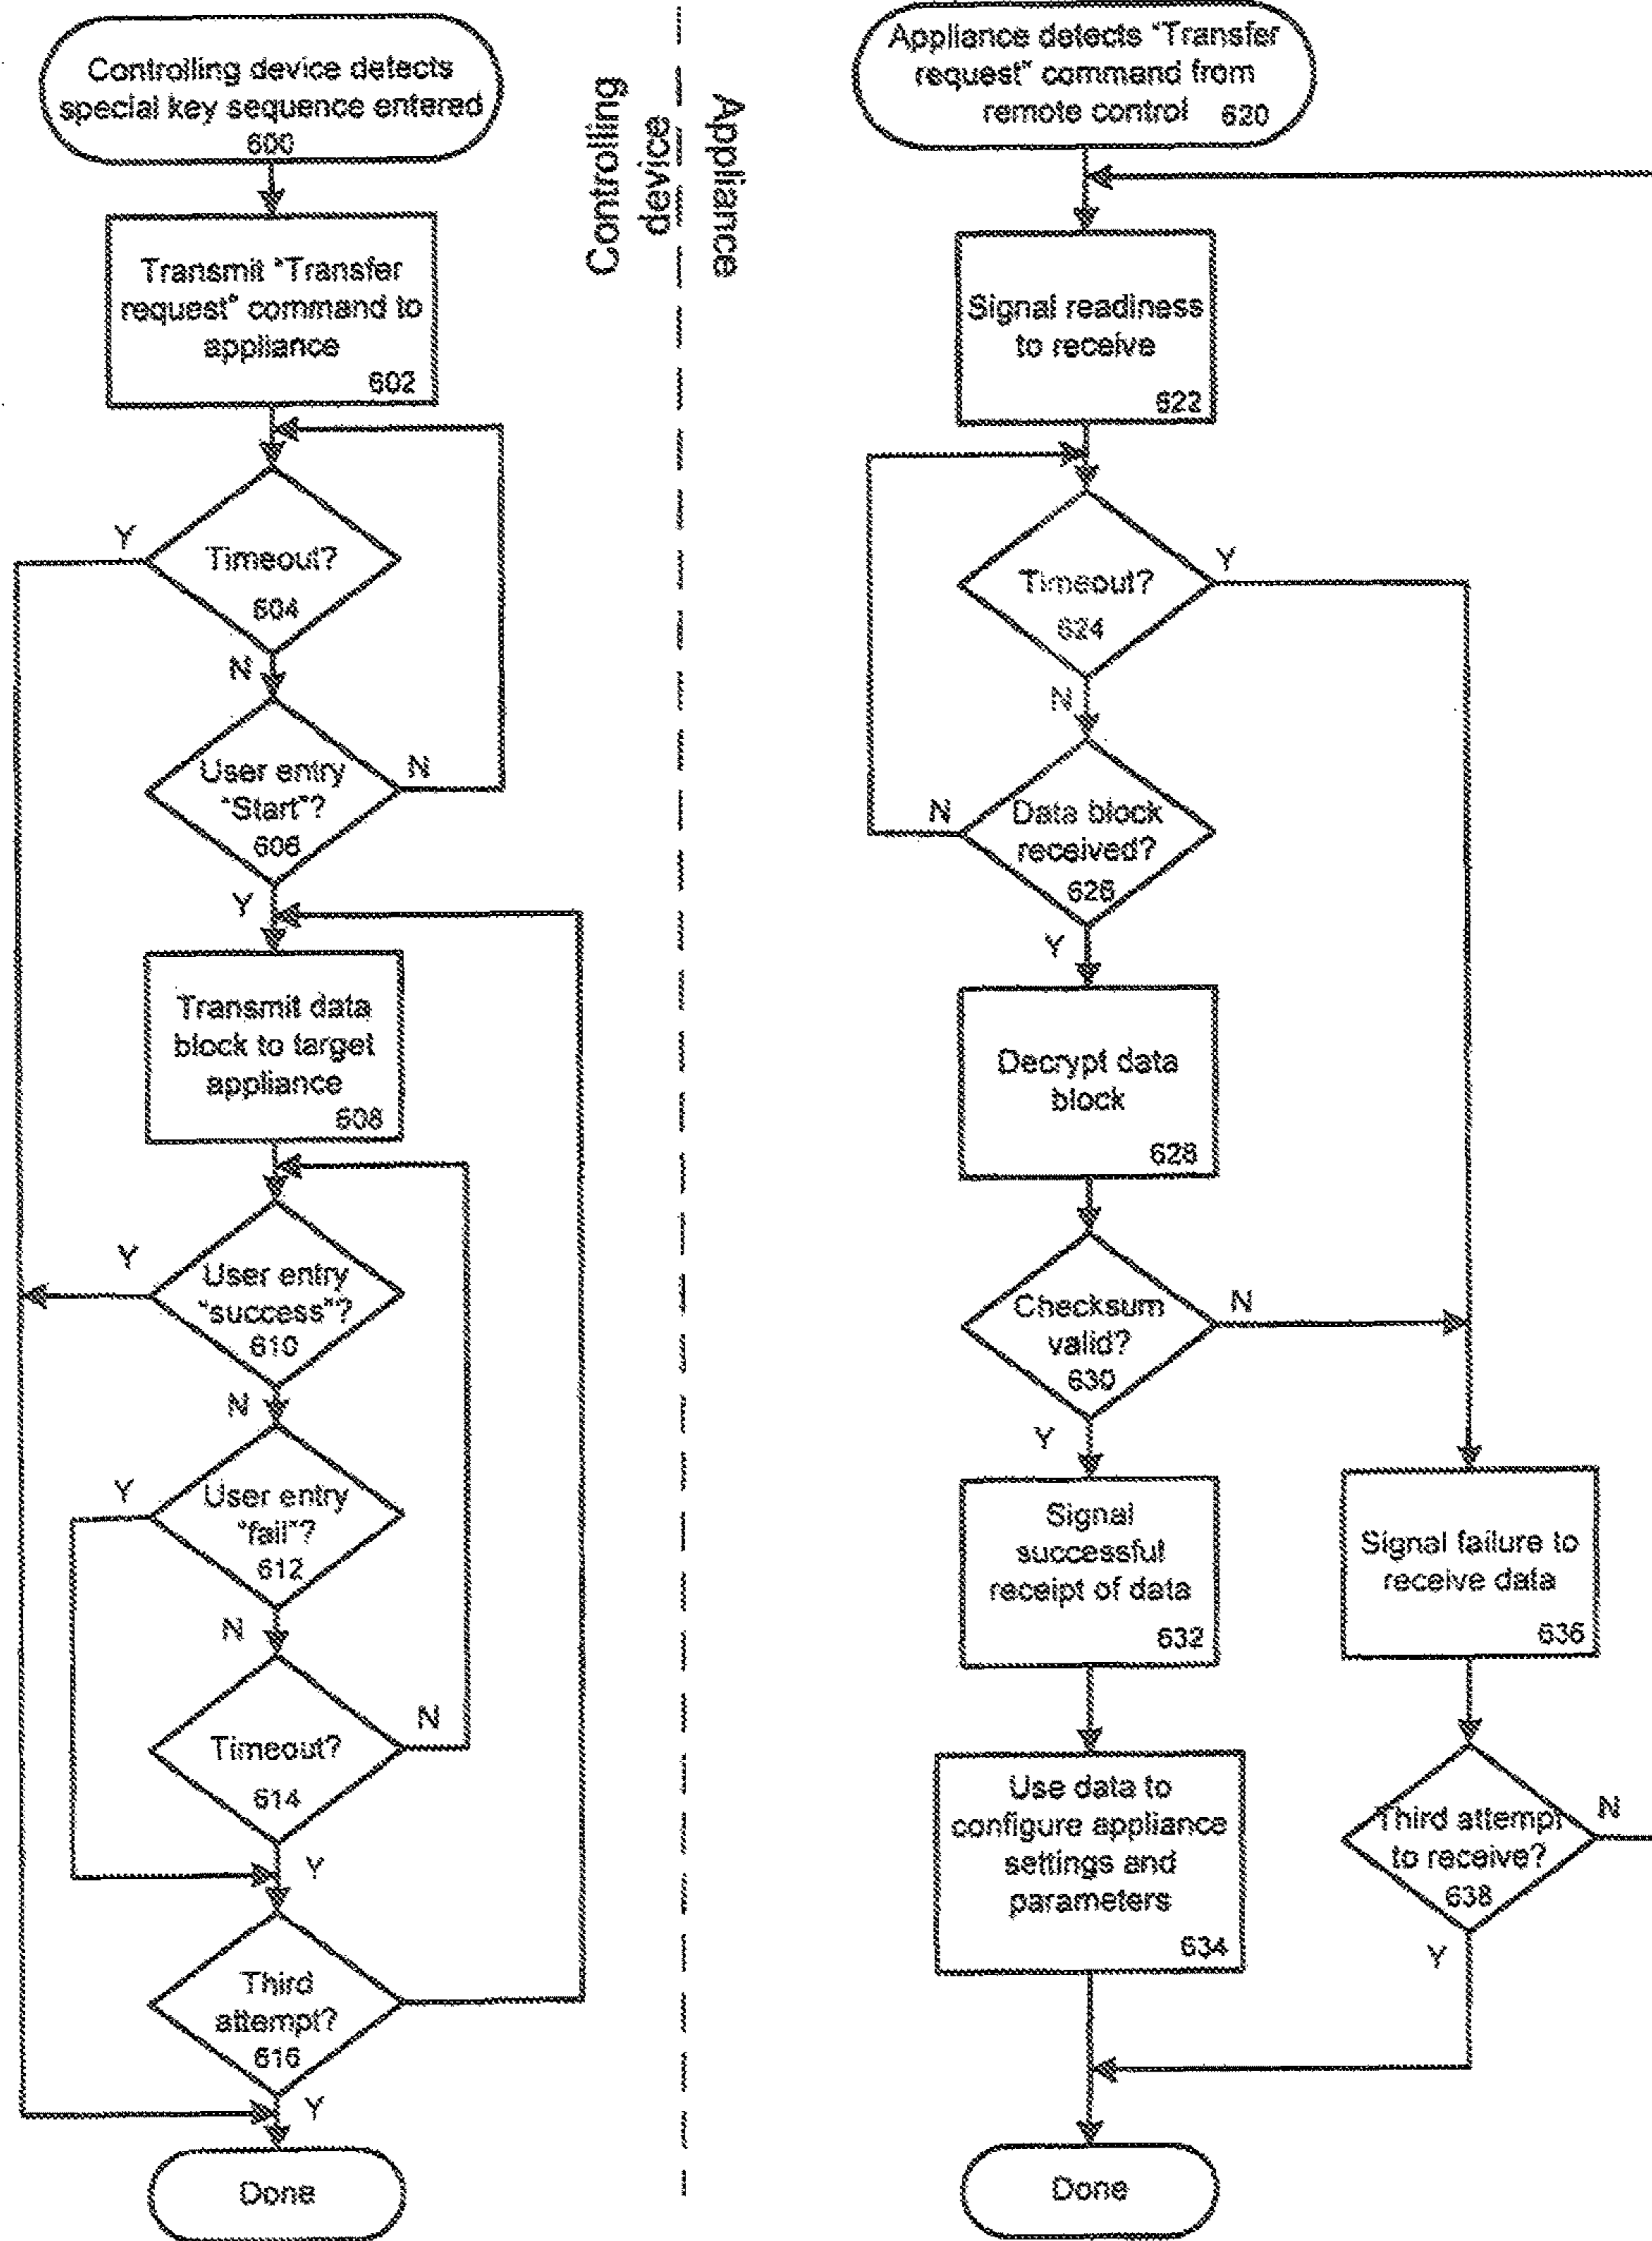 Controlling device detects
special key sequence entered
600
Transmit "Transfer
request" command to
appliance
602
Timeout?
604
Y
N
User entry
"Start"?
606
N
Y
Transmit data
block to target
appliance
608
User entry
"success"?
610
Y
N
User entry
"fail"?
612
Y
N
Timeout?
614
N
Y
Third
attempt?
616
Y
Done
Controlling
device
Appliance
Appliance detects "Transfer
request" command from
remote control 620
Signal readiness
to receive
622
Timeout?
624
Y
N
Data block
received?
626
N
Y
Decrypt data
block
628
Checksum
valid?
630
N
Y
Signal
successful
receipt of data
632
Use data to
configure appliance
settings and
parameters
634
Signal failure to
receive data
636
Third attempt
to receive?
638
N
Y
Done